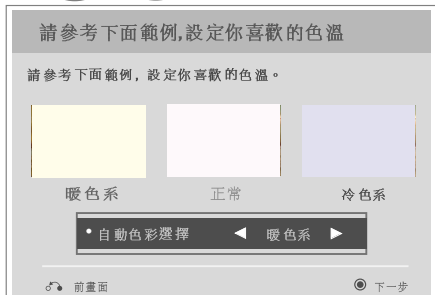 請參考下面範例,設定你喜歡的色溫
請參考下面範例, 設定你喜歡的色溫。
暖色系 正常 冷色系
•自動色彩選擇 ◀ 暖色系 ▶
前畫面 ◉ 下一步